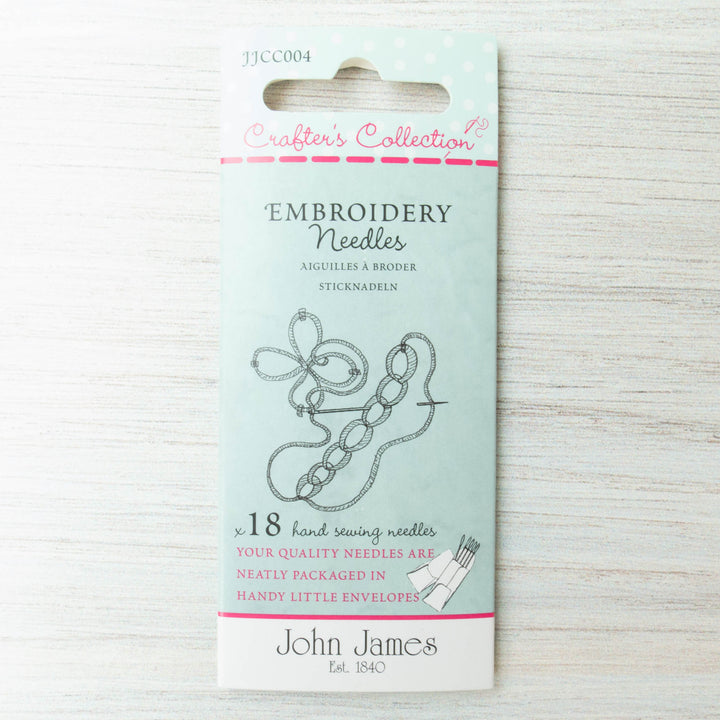 JJCC004
Crafter's Collection
EMBROIDERY
Needles
AIGUILLES À BRODER
STICKNADELN
x 18 hand sewing needles
YOUR QUALITY NEEDLES ARE
NEATLY PACKAGED IN
HANDY LITTLE ENVELOPES
John James
Est. 1840